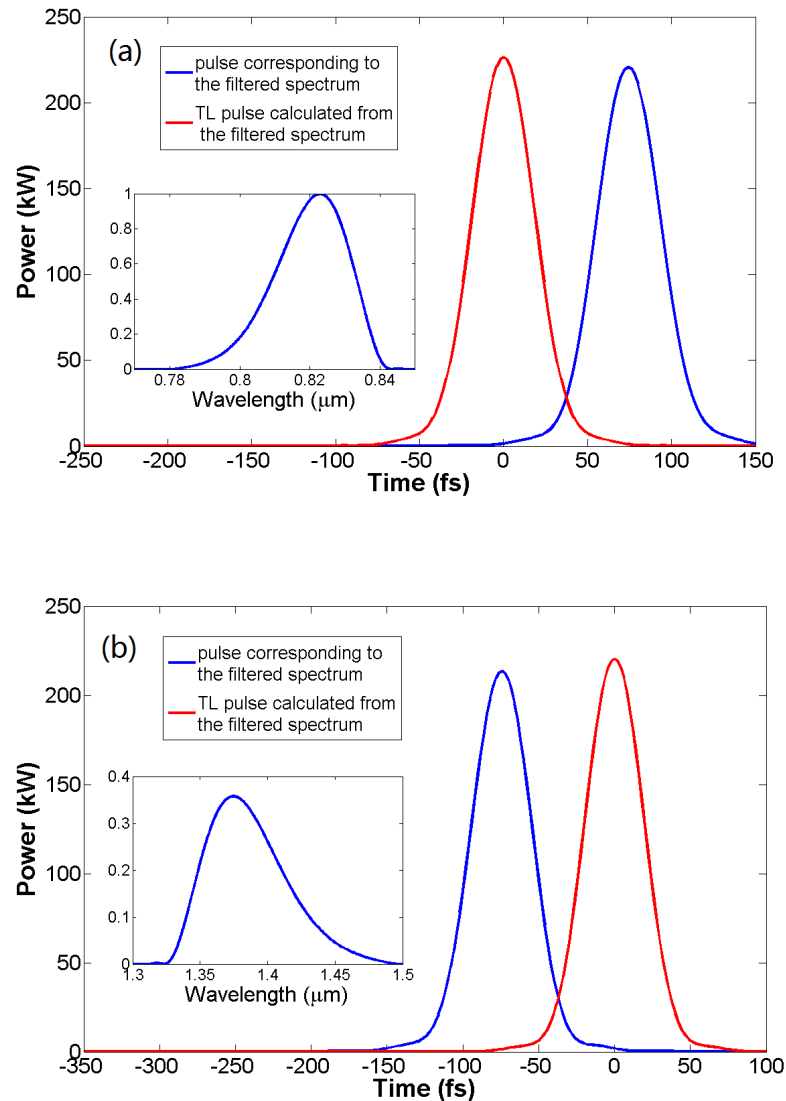 (a)
pulse corresponding to
the filtered spectrum
TL pulse calculated from
the filtered spectrum
250
200
150
100
50
0
Power (kW)
1
0.8
0.6
0.4
0.2
0
0.78 0.8 0.82 0.84
Wavelength (μm)
-250 -200 -150 -100 -50 0 50 100 150
Time (fs)
(b)
pulse corresponding to
the filtered spectrum
TL pulse calculated from
the filtered spectrum
250
200
150
100
50
0
Power (kW)
0.4
0.3
0.2
0.1
0
1.3 1.35 1.4 1.45 1.5
Wavelength (μm)
-350 -300 -250 -200 -150 -100 -50 0 50 100
Time (fs)